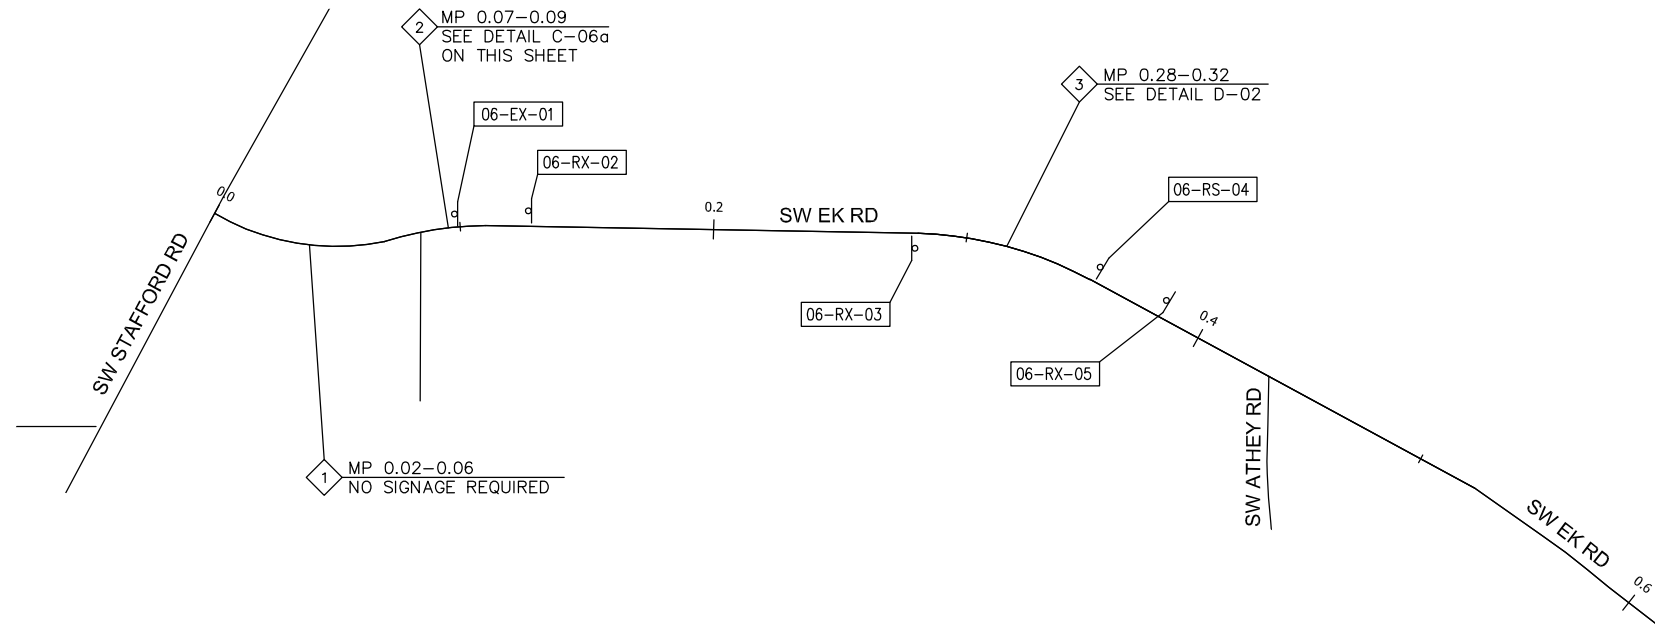 2
MP 0.07-0.09
SEE DETAIL C-06a
ON THIS SHEET
3
MP 0.28-0.32
SEE DETAIL D-02
06-EX-01
06-RX-02
06-RS-04
0.0
0.2
SW EK RD
SW STAFFORD RD
06-RX-03
0.4
06-RX-05
SW ATHEY RD
1
MP 0.02-0.06
NO SIGNAGE REQUIRED
SW EK RD
0.6